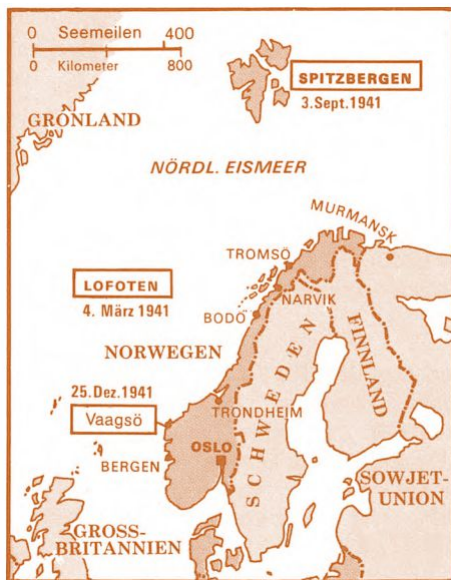 0 Seemeilen 400
0 Kilometer 800
SPITZBERGEN
3.Sept.1941
GRÖNLAND
NÖRDL. EISMEER
MURMANSK
TROMSÖ
LOFOTEN
4. März 1941
NARVIK
BODÖ
NORWEGEN
FINNLAND
SCHWEDEN
25.Dez.1941
Vaagsö
TRONDHEIM
OSLO
BERGEN
SOWJET-
UNION
GROSS-
BRITANNIEN